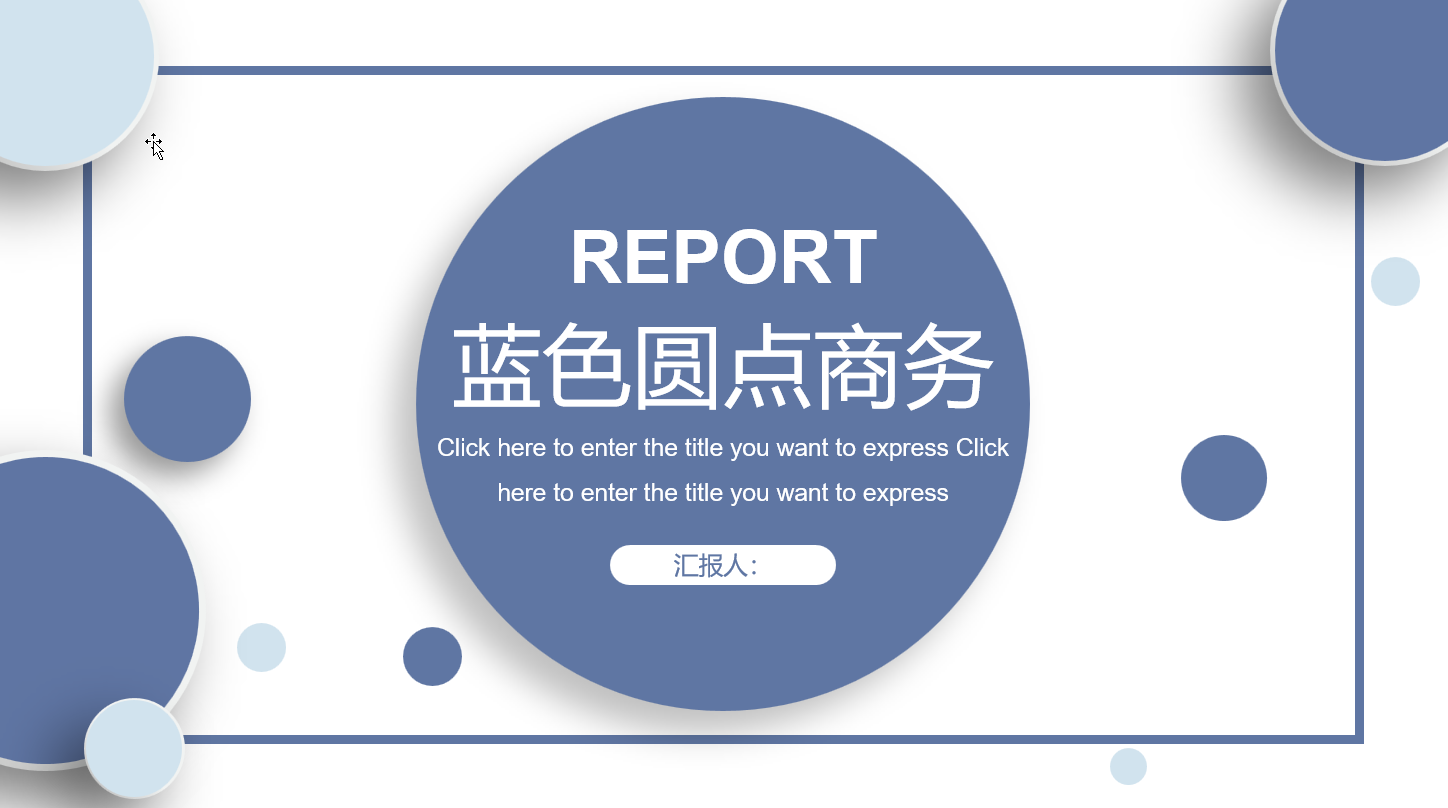 REPORT
蓝色圆点商务
Click here to enter the title you want to express Click
here to enter the title you want to express
汇报人：